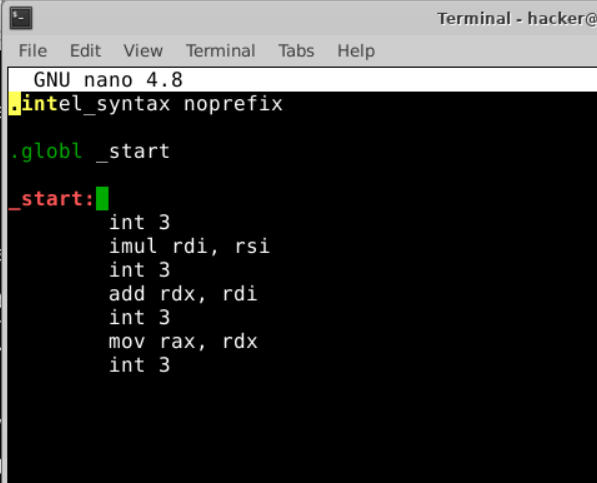 Terminal - hacker@
File Edit View Terminal Tabs Help
GNU nano 4.8
.intel_syntax noprefix
.globl _start
_start:
int 3
imul rdi, rsi
int 3
add rdx, rdi
int 3
mov rax, rdx
int 3